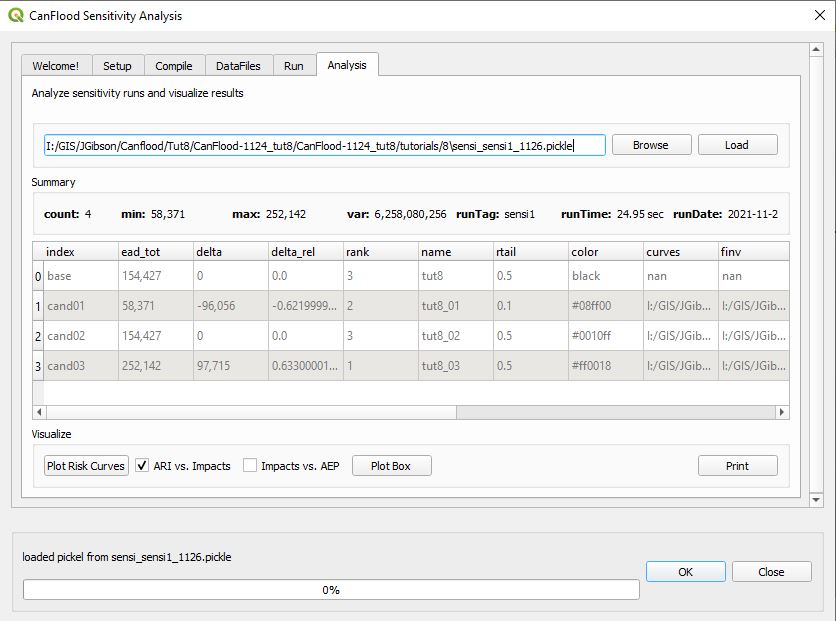 CanFlood Sensitivity Analysis
Welcome! Setup Compile DataFiles Run Analysis
Analyze sensitivity runs and visualize results
I:/GIS/JGibson/Canflood/Tut8/CanFlood-1124_tut8/CanFlood-1124_tut8/tutorials/8\sensi_sensi1_1126.pickle Browse Load
Summary
count: 4 min: 58,371 max: 252,142 var: 6,258,080,256 runTag: sensi1 runTime: 24.95 sec runDate: 2021-11-2
index ead_tot delta delta_rel rank name rtail color curves finv
0 base 154,427 0 0.0 3 tut8 0.5 black nan nan
1 cand01 58,371 -96,056 -0.6219999... 2 tut8_01 0.1 #08ff00 I:/GIS/JGib... I:/GIS/JGib...
2 cand02 154,427 0 0.0 3 tut8_02 0.5 #0010ff I:/GIS/JGib... I:/GIS/JGib...
3 cand03 252,142 97,715 0.63300001... 1 tut8_03 0.5 #ff0018 I:/GIS/JGib... I:/GIS/JGib...
Visualize
Plot Risk Curves ARI vs. Impacts Impacts vs. AEP Plot Box Print
loaded pickel from sensi_sensi1_1126.pickle
OK Close
0%